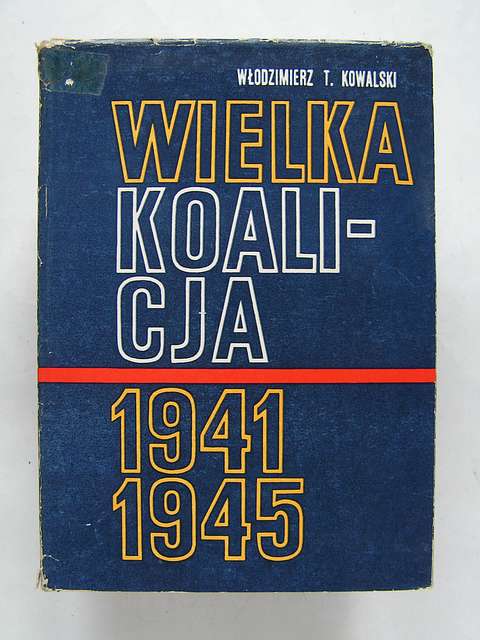 WŁODZIMIERZ T. KOWALSKI
WIELKA
KOALI-
CJA
1941
1945